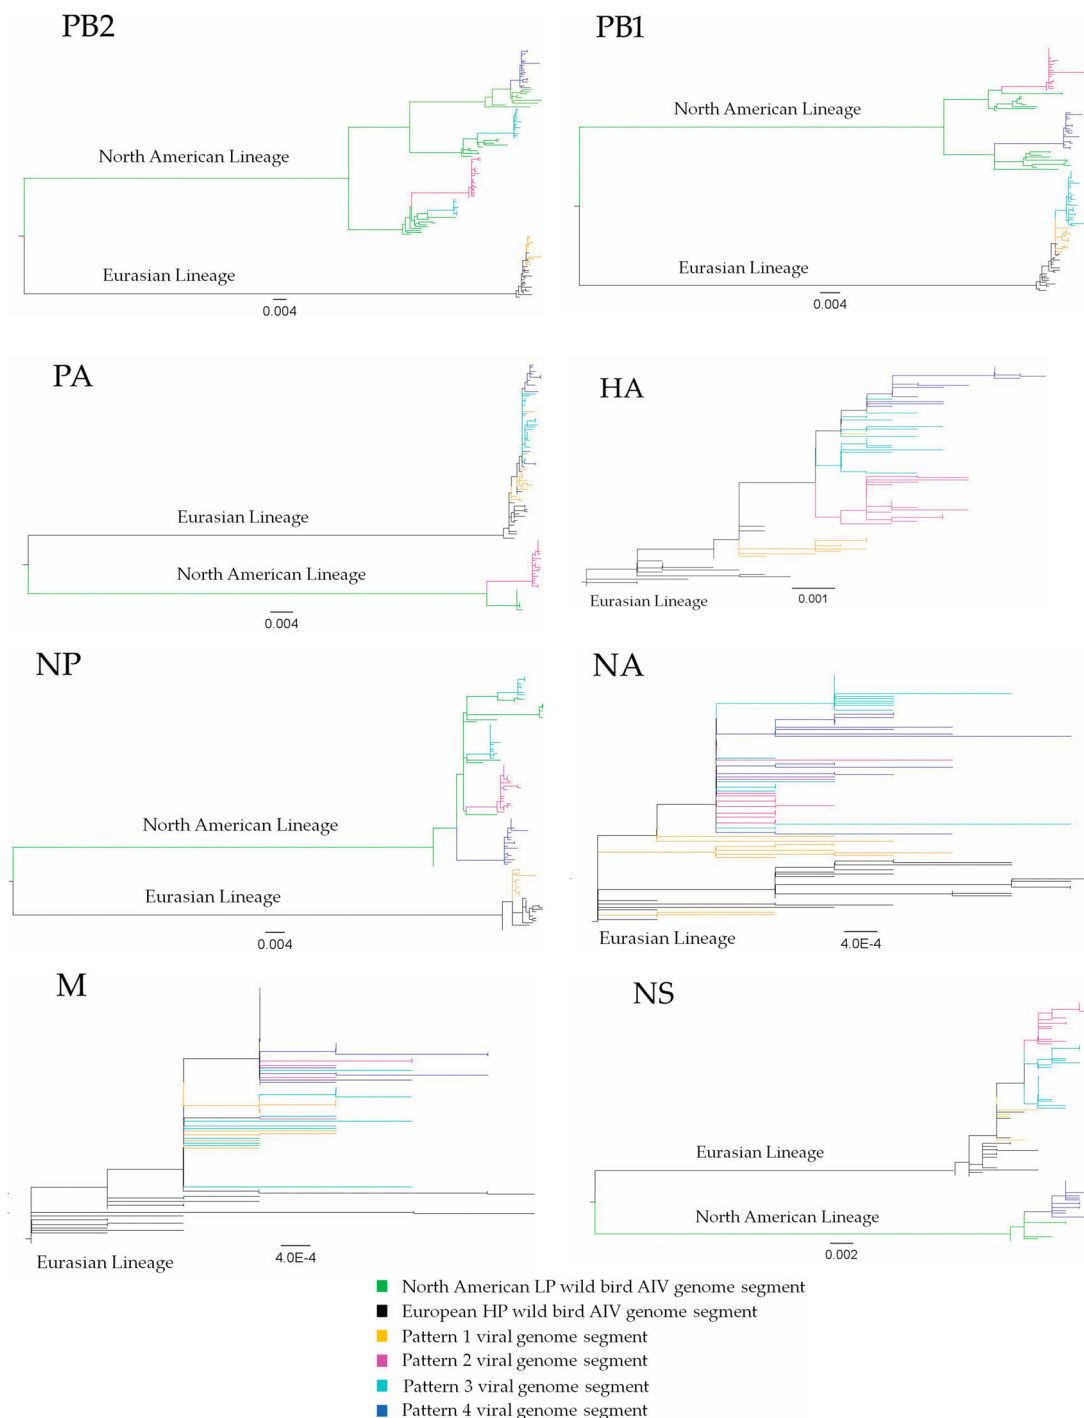 PB2
PB1
North American Lineage
North American Lineage
Eurasian Lineage
Eurasian Lineage
0.004
0.004
PA
HA
Eurasian Lineage
North American Lineage
Eurasian Lineage
0.004
0.001
NP
NA
North American Lineage
Eurasian Lineage
Eurasian Lineage
0.004
4.0E-4
M
NS
Eurasian Lineage
North American Lineage
Eurasian Lineage
4.0E-4
0.002
North American LP wild bird AIV genome segment
European HP wild bird AIV genome segment
Pattern 1 viral genome segment
Pattern 2 viral genome segment
Pattern 3 viral genome segment
Pattern 4 viral genome segment